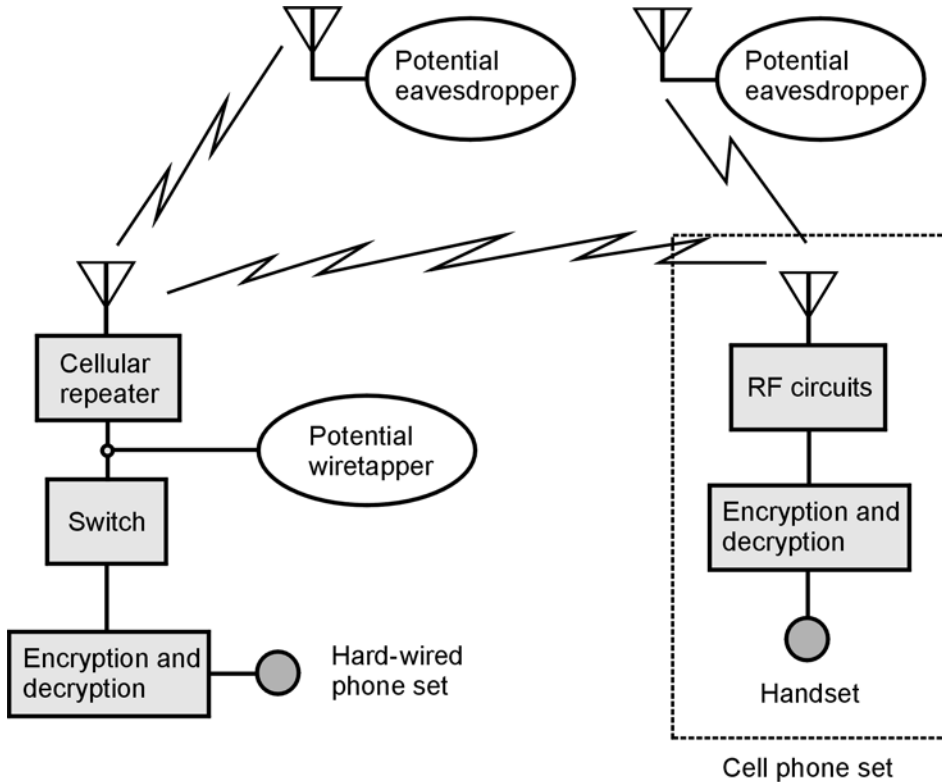 Potential
eavesdropper
Potential
eavesdropper
Cellular
repeater
RF circuits
Potential
wiretapper
Switch
Encryption and
decryption
Encryption and
decryption
Hard-wired
phone set
Handset
Cell phone set